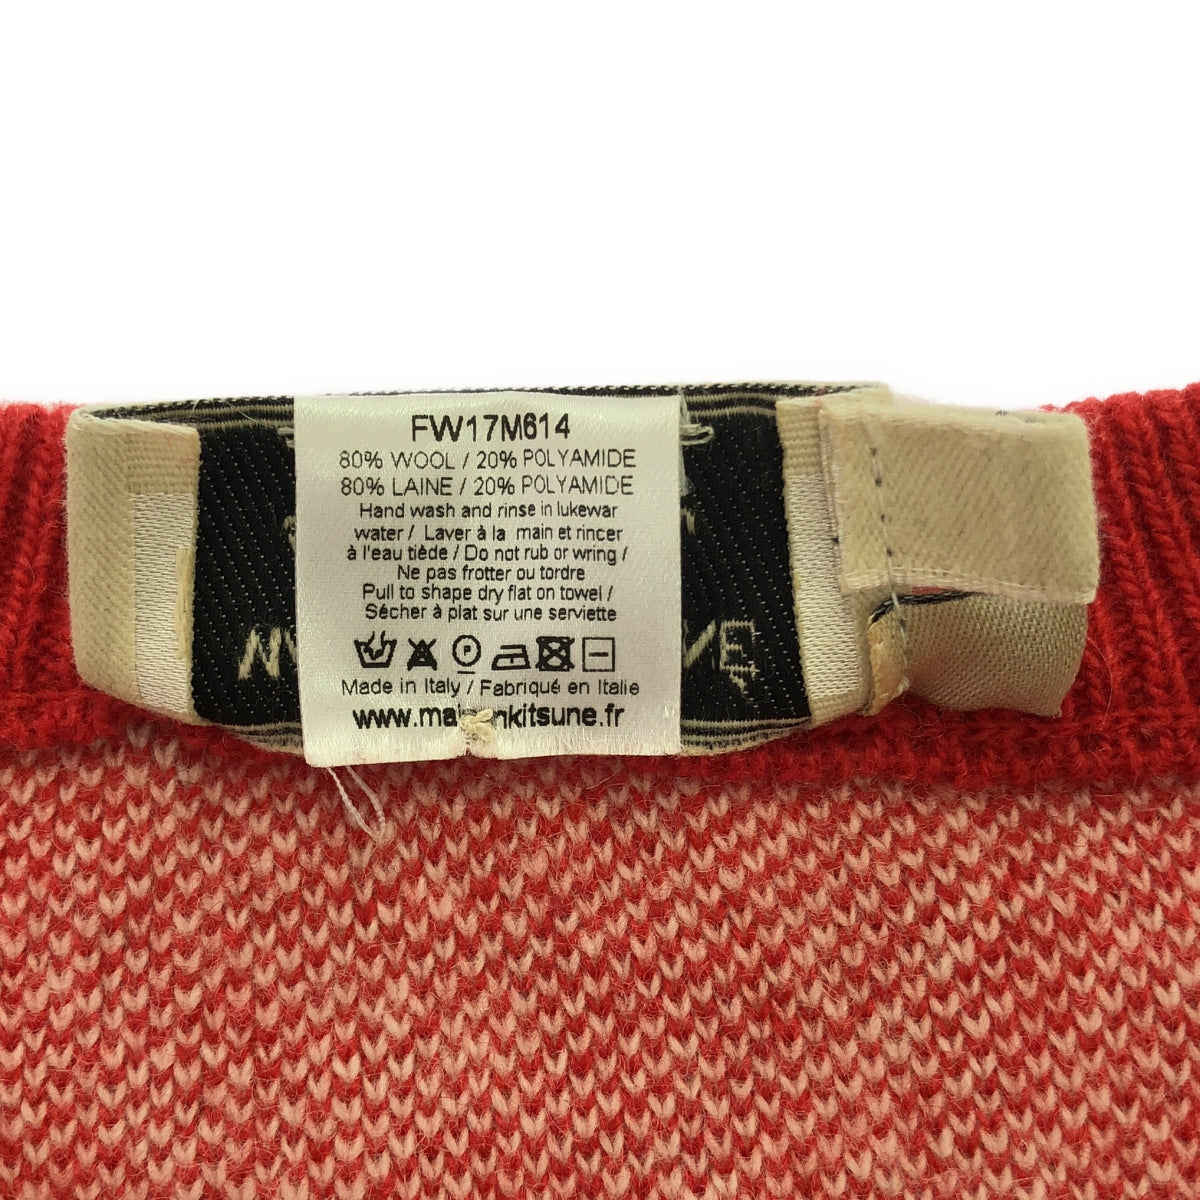 FW17M614
80% WOOL / 20% POLYAMIDE
80% LAINE / 20% POLYAMIDE
Hand wash and rinse in lukewar
water / Laver à la main et rincer
à l'eau tiède / Do not rub or wring /
Ne pas frotter ou tordre
Pull to shape dry flat on towel /
Sécher à plat sur une serviette
P
Made in Italy / Fabriqué en Italie
www.maisonkitsune.fr